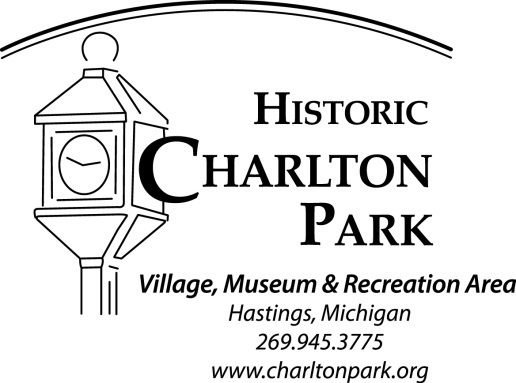 HISTORIC
CHARLTON
PARK
Village, Museum & Recreation Area
Hastings, Michigan
269.945.3775
www.charltonpark.org